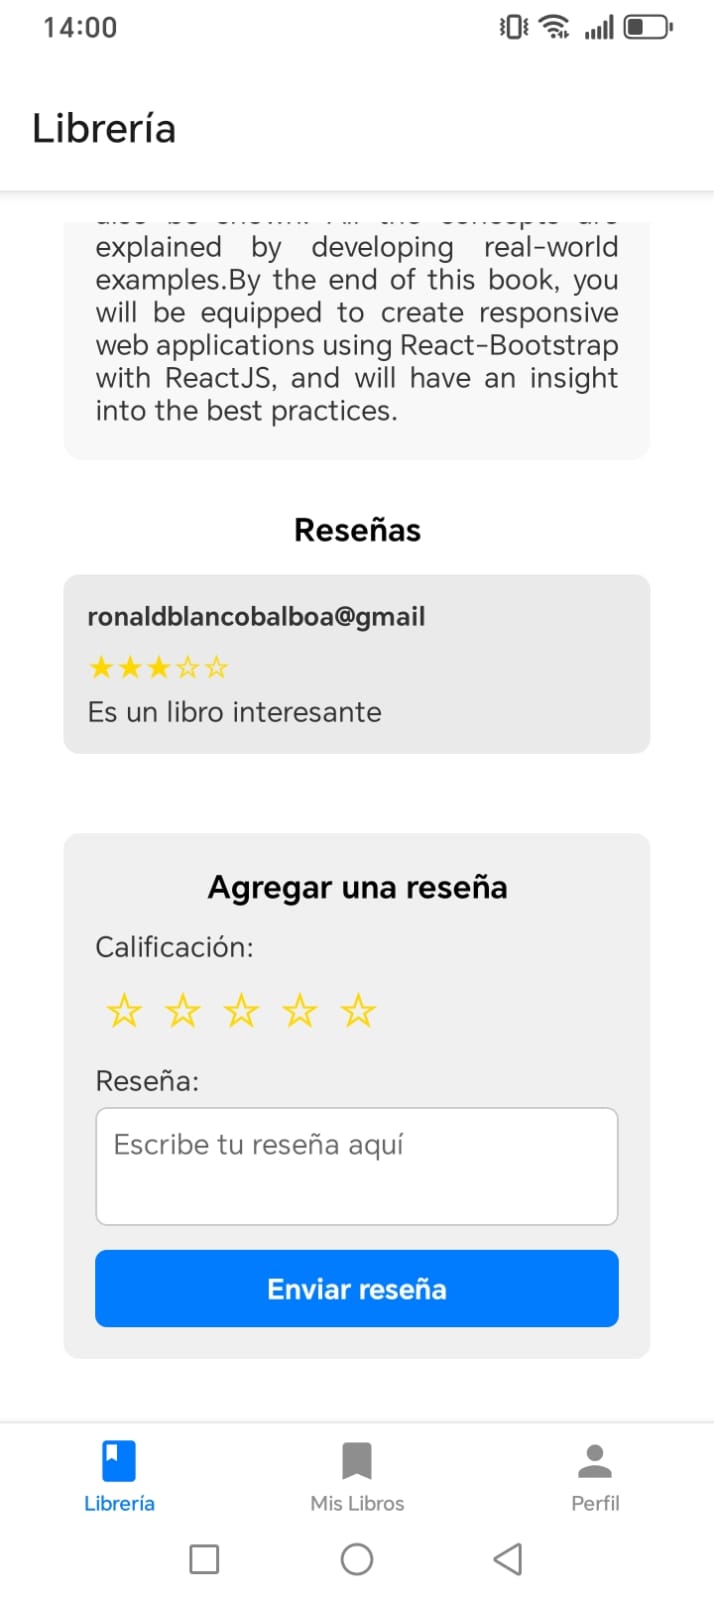 14:00
Librería
explained by developing real-world
examples.By the end of this book, you
will be equipped to create responsive
web applications using React-Bootstrap
with ReactJS, and will have an insight
into the best practices.
Reseñas
ronaldblancobalboa@gmail
★★★☆☆
Es un libro interesante
Agregar una reseña
Calificación:
☆ ☆ ☆ ☆ ☆
Reseña:
Escribe tu reseña aquí
Enviar reseña
Librería
Mis Libros
Perfil